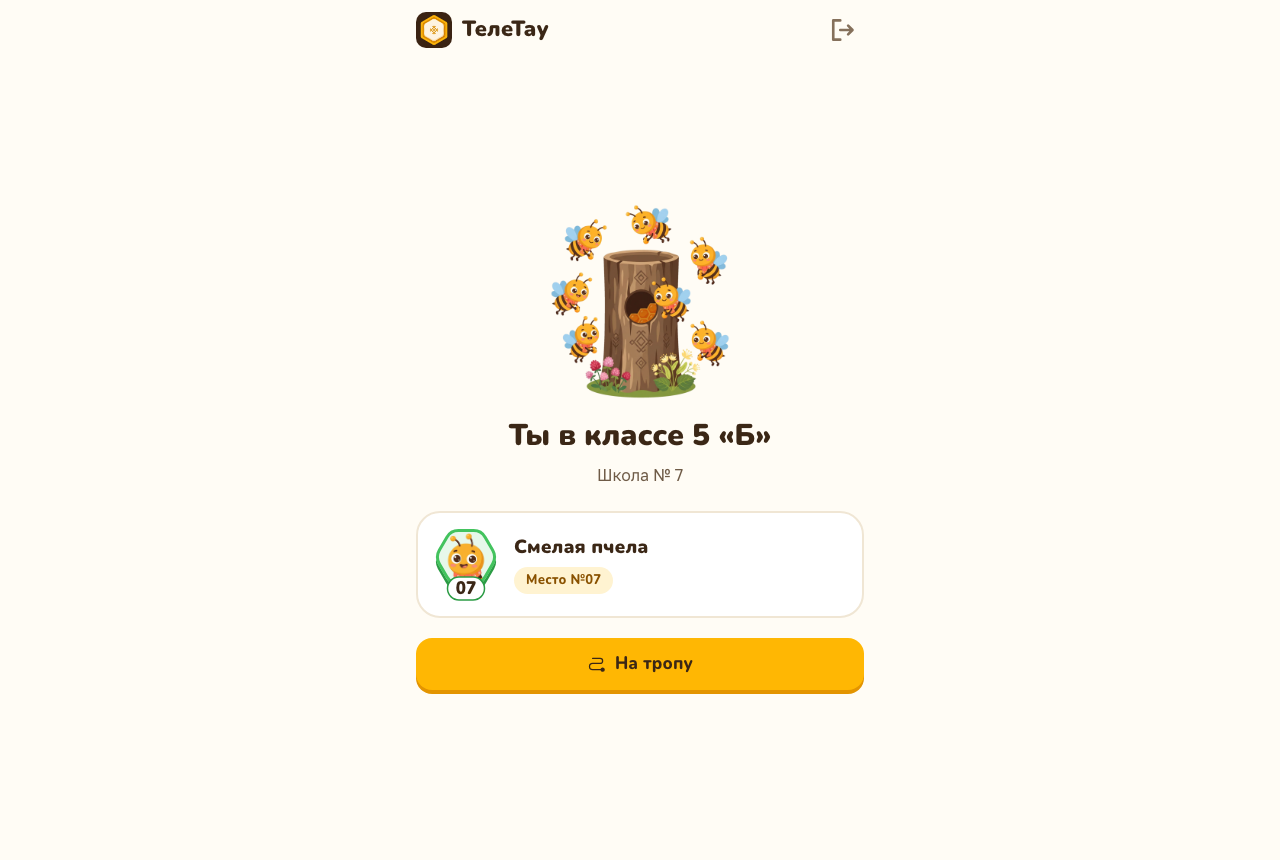 ТелеТау
Ты в классе 5 «Б»
Школа № 7
Смелая пчела
07
Место №07
На тропу